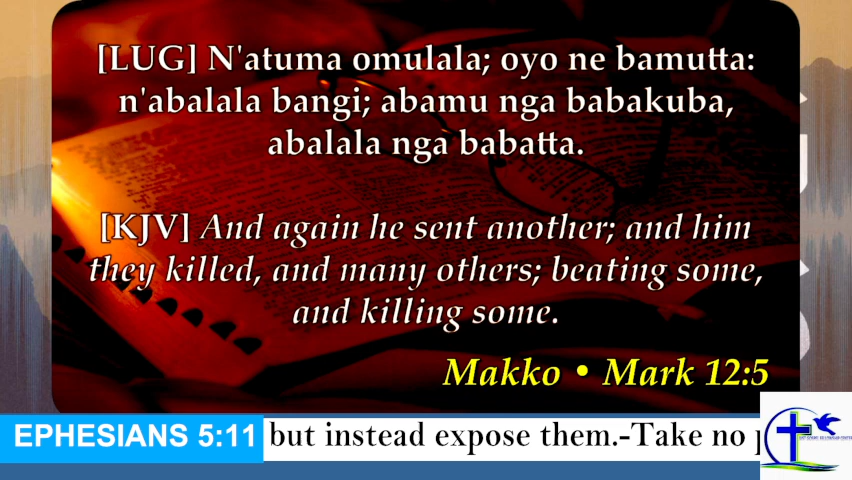 [LUG] N'atuma omulala; oyo ne bamutta:
n'abalala bangi; abamu nga babakuba,
abalala nga babatta.
[KJV] And again he sent another; and him
they killed, and many others; beating some,
and killing some.
Makko • Mark 12:5
EPHESIANS 5:11 but instead expose them.-Take no